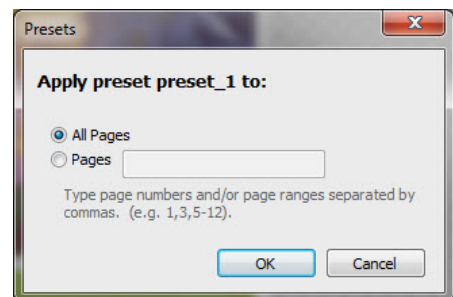 Presets
Apply preset preset_1 to:
All Pages
Pages
Type page numbers and/or page ranges separated by
commas. (e.g. 1,3,5-12).
OK Cancel